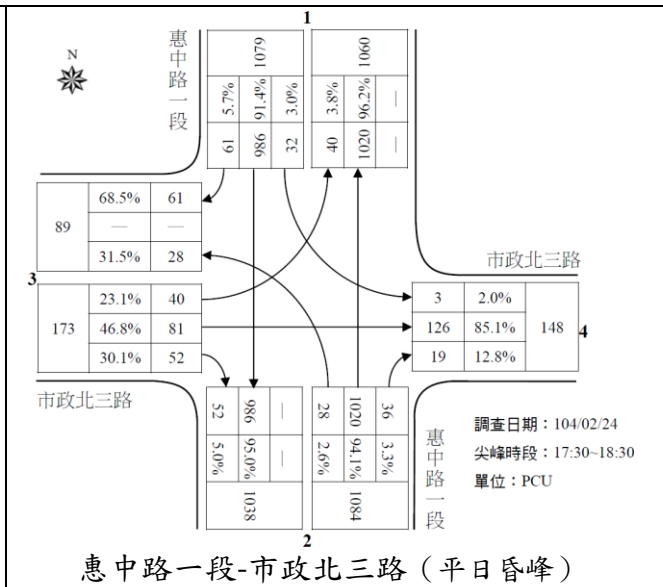 1
N
惠中路一段
1079
5.7% 91.4% 3.0%
61 986 32
1060
3.8% 96.2% —
40 1020 —
89
68.5% 61
— —
31.5% 28
3
173
23.1% 40
46.8% 81
30.1% 52
市政北三路
市政北三路
3 2.0%
126 85.1%
19 12.8%
148
4
52 986 —
5.0% 95.0% —
1038
28 1020 36
2.6% 94.1% 3.3%
1084
2
惠中路一段
調查日期：104/02/24
尖峰時段：17:30~18:30
單位：PCU
惠中路一段-市政北三路（平日昏峰）